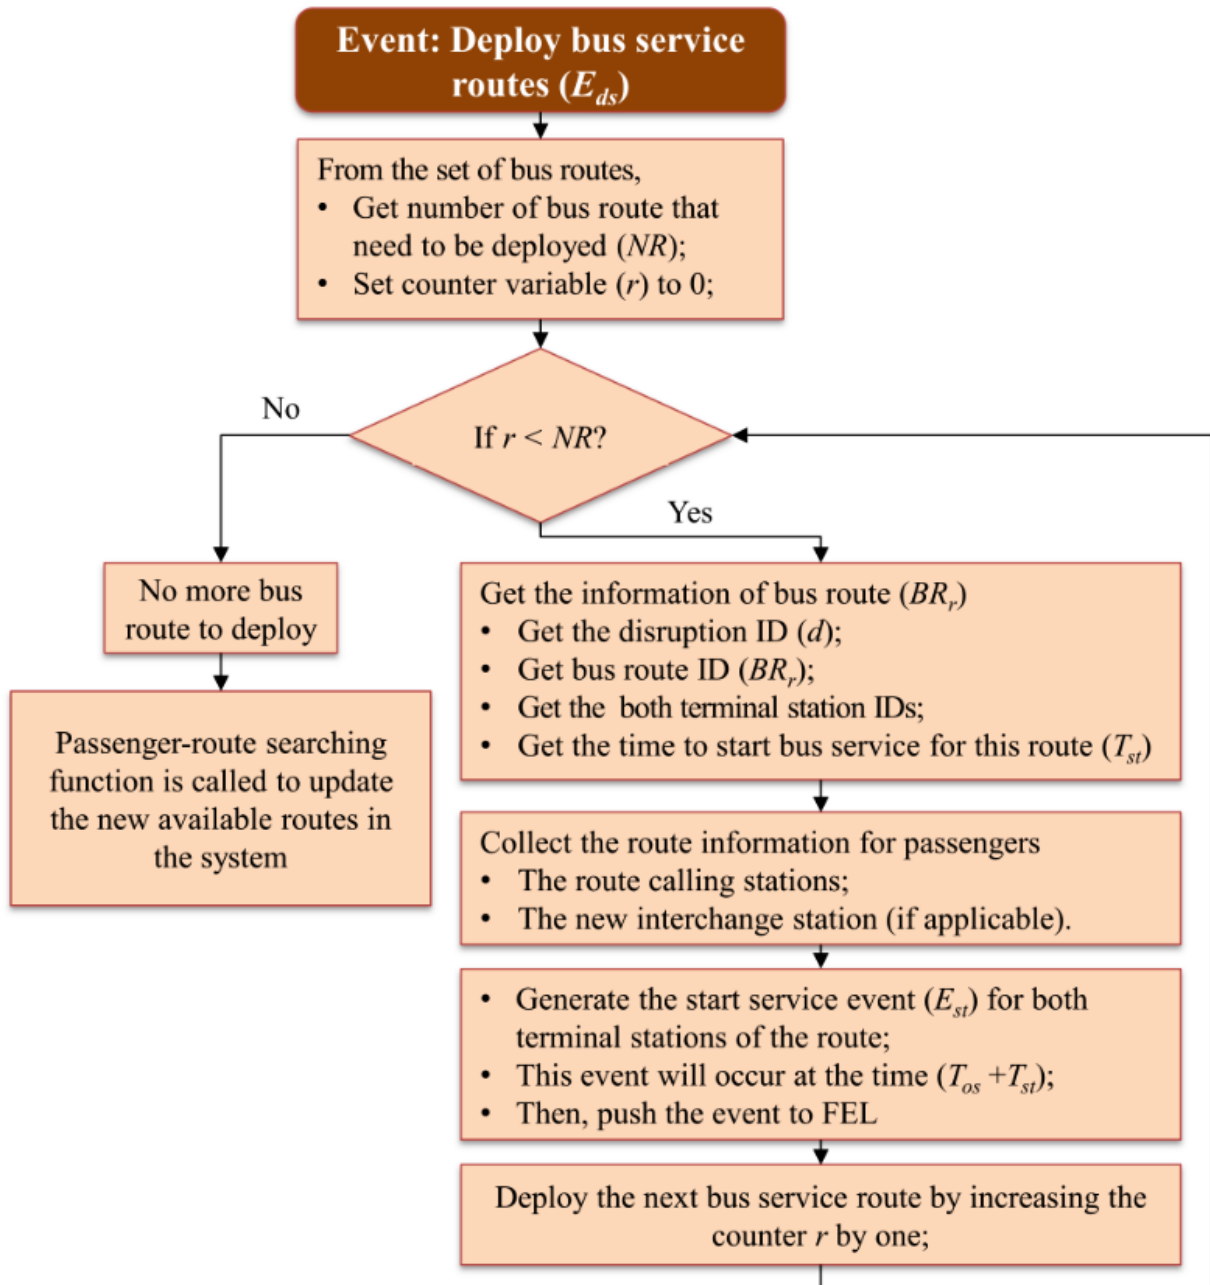 Event: Deploy bus service
routes (Eds)
From the set of bus routes,
• Get number of bus route that
need to be deployed (NR);
• Set counter variable (r) to 0;
If r < NR?
No
Yes
No more bus
route to deploy
Passenger-route searching
function is called to update
the new available routes in
the system
Get the information of bus route (BRr)
• Get the disruption ID (d);
• Get bus route ID (BRr);
• Get the both terminal station IDs;
• Get the time to start bus service for this route (Tst)
Collect the route information for passengers
• The route calling stations;
• The new interchange station (if applicable).
• Generate the start service event (Est) for both
terminal stations of the route;
• This event will occur at the time (Tos +Tst);
• Then, push the event to FEL
Deploy the next bus service route by increasing the
counter r by one;